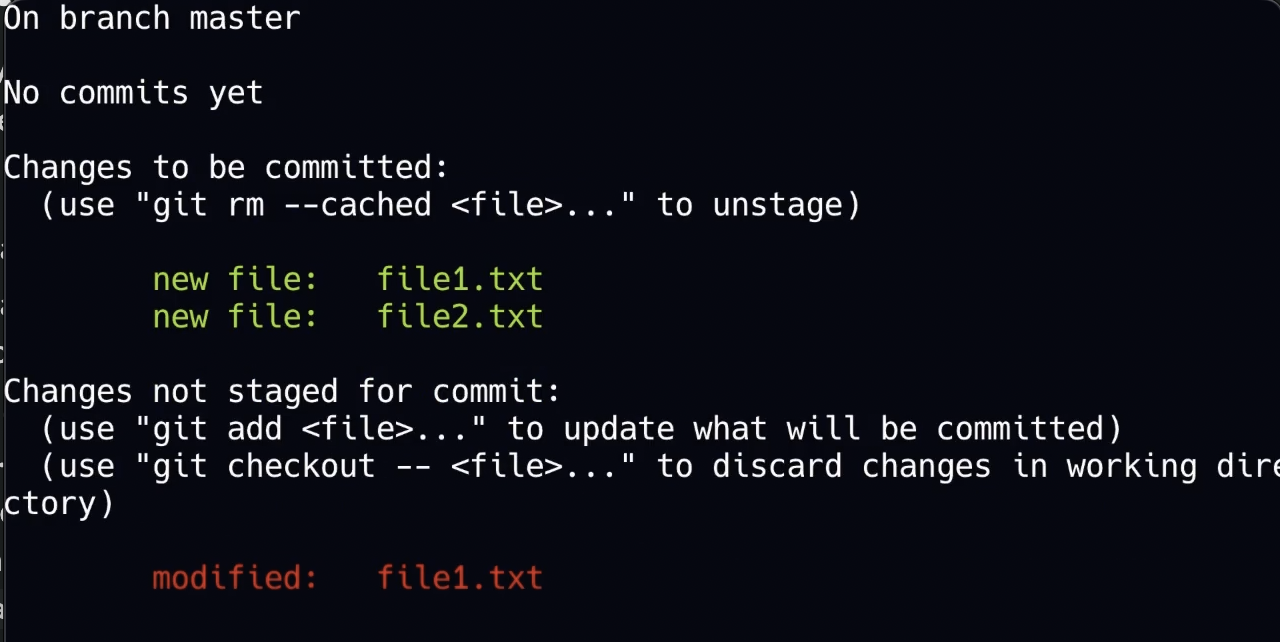 On branch master
No commits yet
Changes to be committed:
  (use "git rm --cached <file>..." to unstage)
        new file:   file1.txt
        new file:   file2.txt
Changes not staged for commit:
  (use "git add <file>..." to update what will be committed)
  (use "git checkout -- <file>..." to discard changes in working dire
ctory)
        modified:   file1.txt